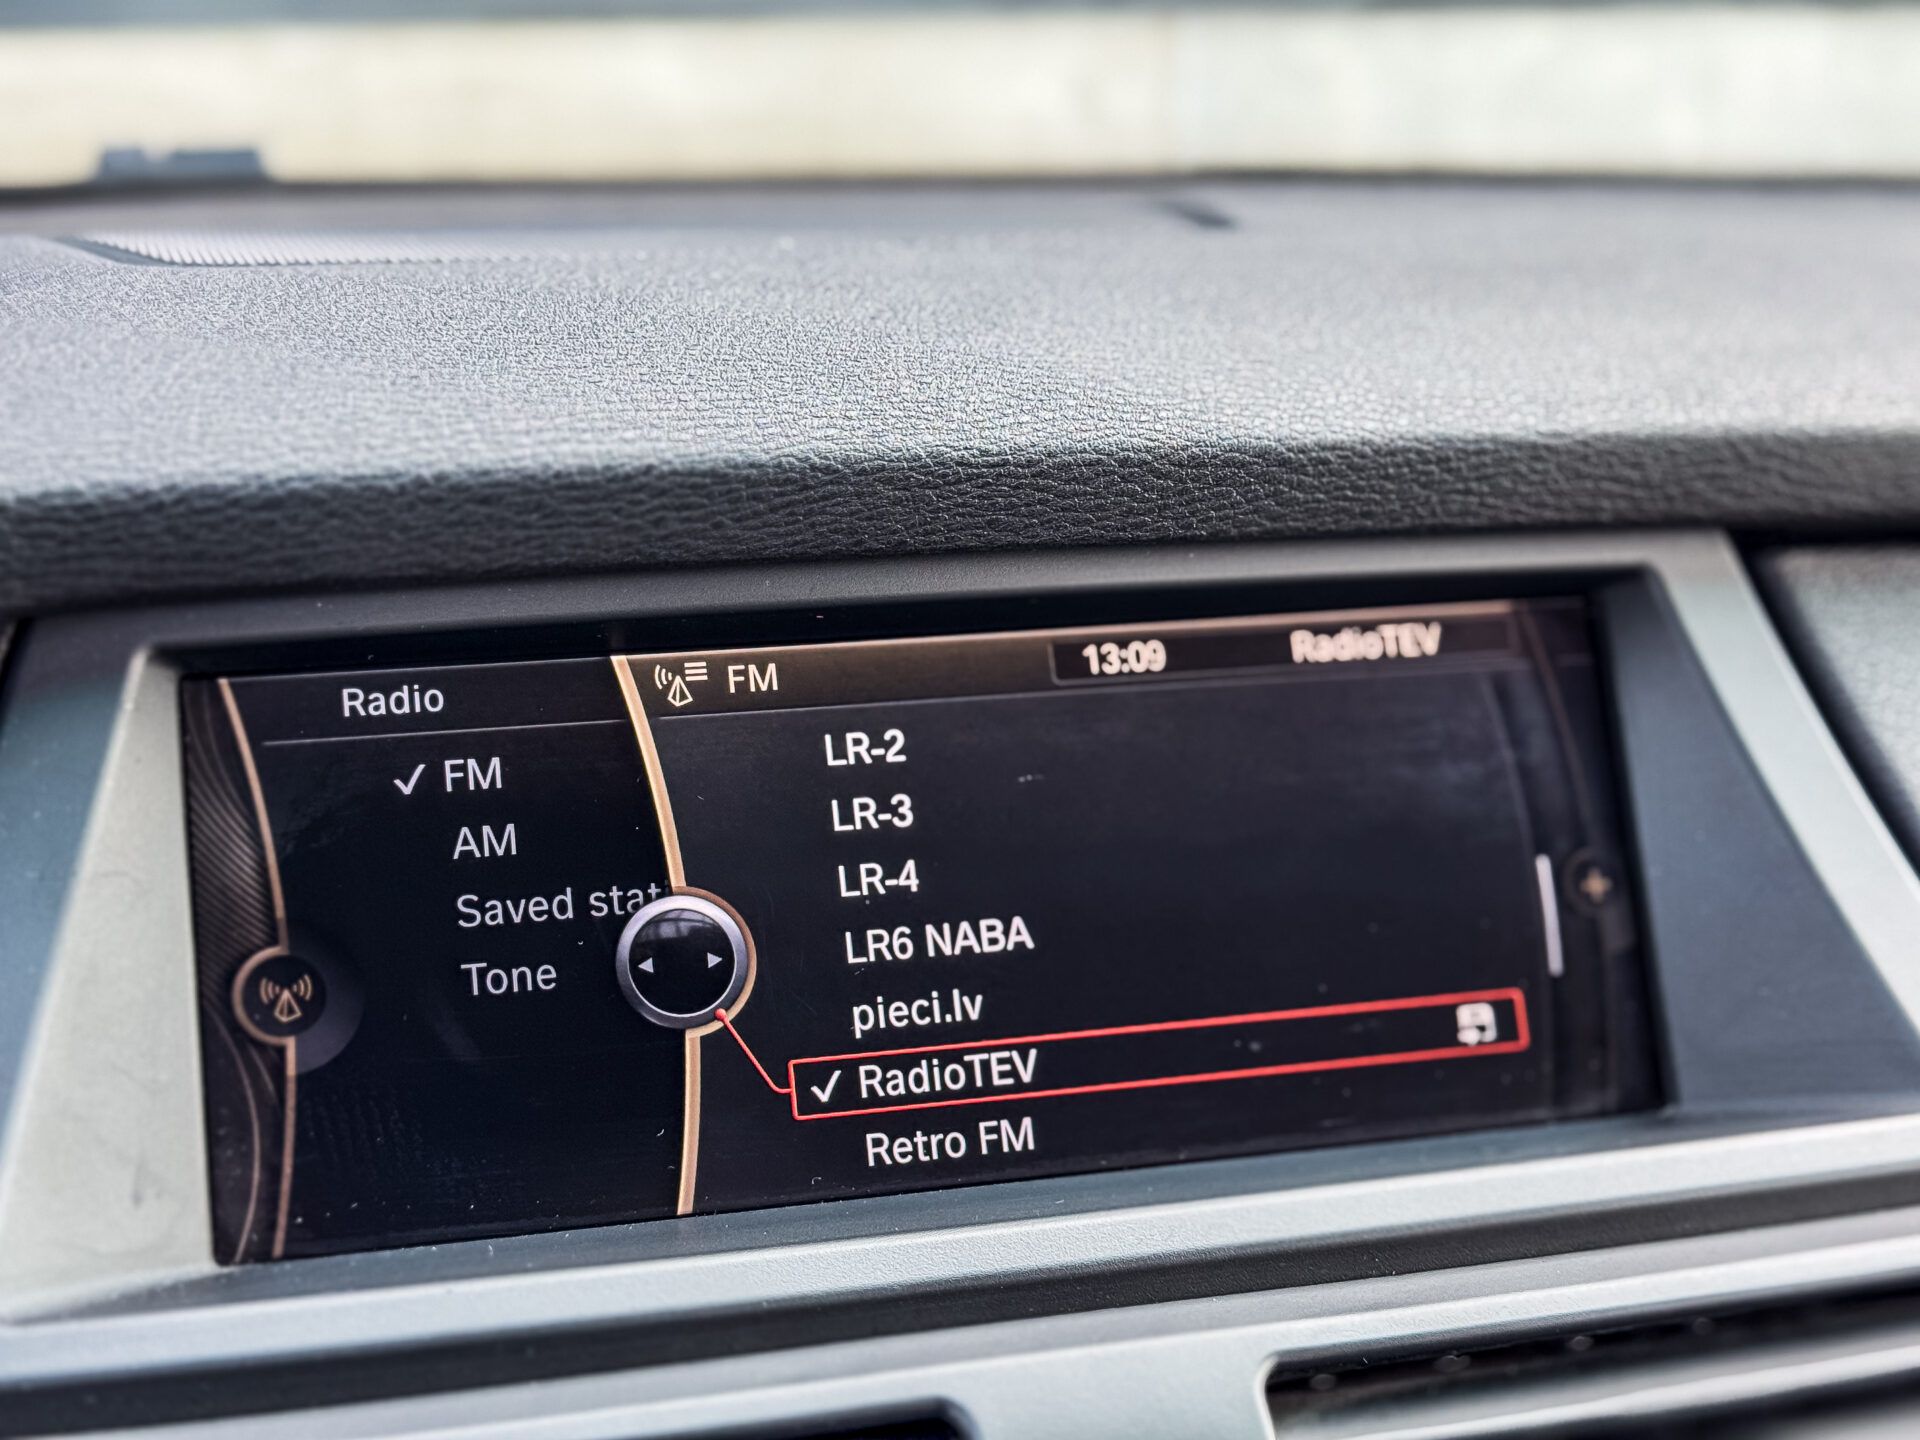 Radio
✓ FM
AM
Saved stati
Tone
FM
13:09
RadioTEV
LR-2
LR-3
LR-4
LR6 NABA
pieci.lv
✓ RadioTEV
Retro FM